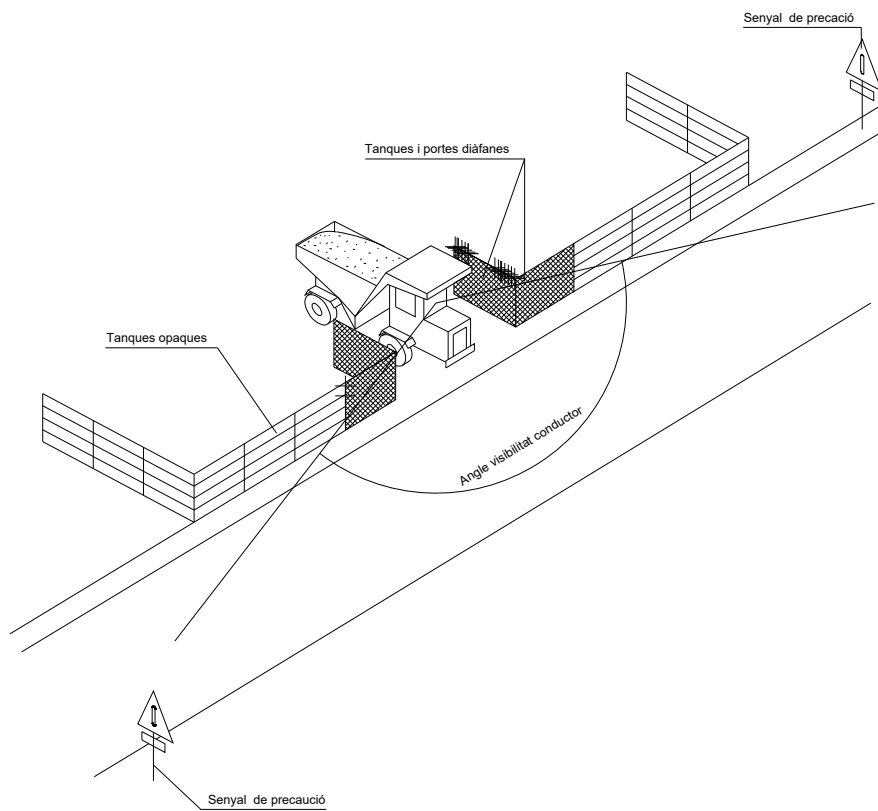 Senyal de precació
Tanques i portes diàfanes
Tanques opaques
Angle visibilitat conductor
Senyal de precaució